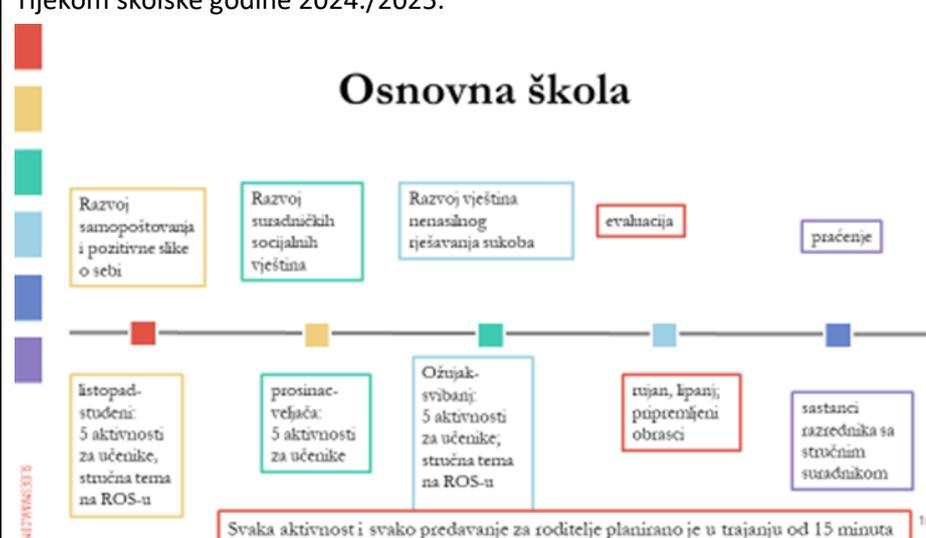 Tijekom školske godine 2024./2025.
Osnovna škola
Razvoj
samopoštovanja
i pozitivne slike
o sebi
Razvoj
suradničkih
socijalnih
vještina
Razvoj vještina
nenasilnog
rješavanja sukoba
evaluacija
praćenje
listopad-
studeni:
5 aktivnosti
za učenike,
stručna tema
na ROS-u
prosinac-
veljača:
5 aktivnosti
za učenike
Ožujak-
svibanj:
5 aktivnosti
za učenike;
stručna tema
na ROS-u
rujan, lipanj;
pripremljeni
obrasci
sastanci
razrednika sa
stručnim
suradnikom
Svaka aktivnost i svako predavanje za roditelje planirano je u trajanju od 15 minuta